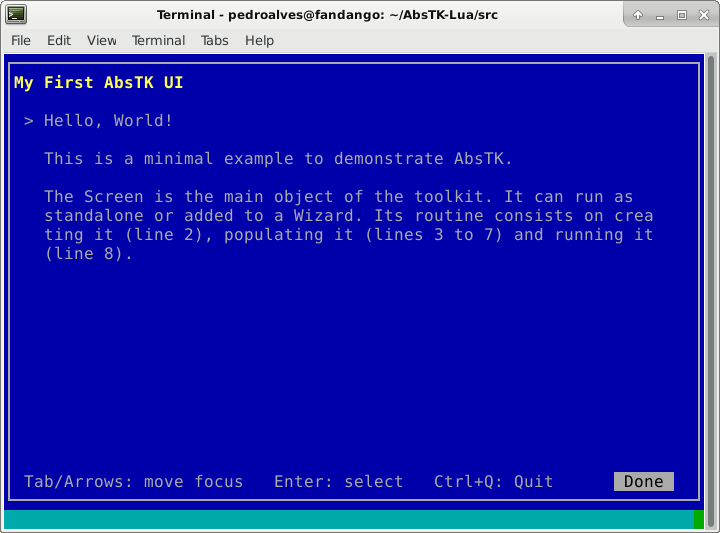 Terminal - pedroalves@fandango: ~/AbsTK-Lua/src
File Edit View Terminal Tabs Help
My First AbsTK UI
> Hello, World!
This is a minimal example to demonstrate AbsTK.
The Screen is the main object of the toolkit. It can run as
standalone or added to a Wizard. Its routine consists on crea
ting it (line 2), populating it (lines 3 to 7) and running it
(line 8).
Tab/Arrows: move focus Enter: select Ctrl+Q: Quit Done